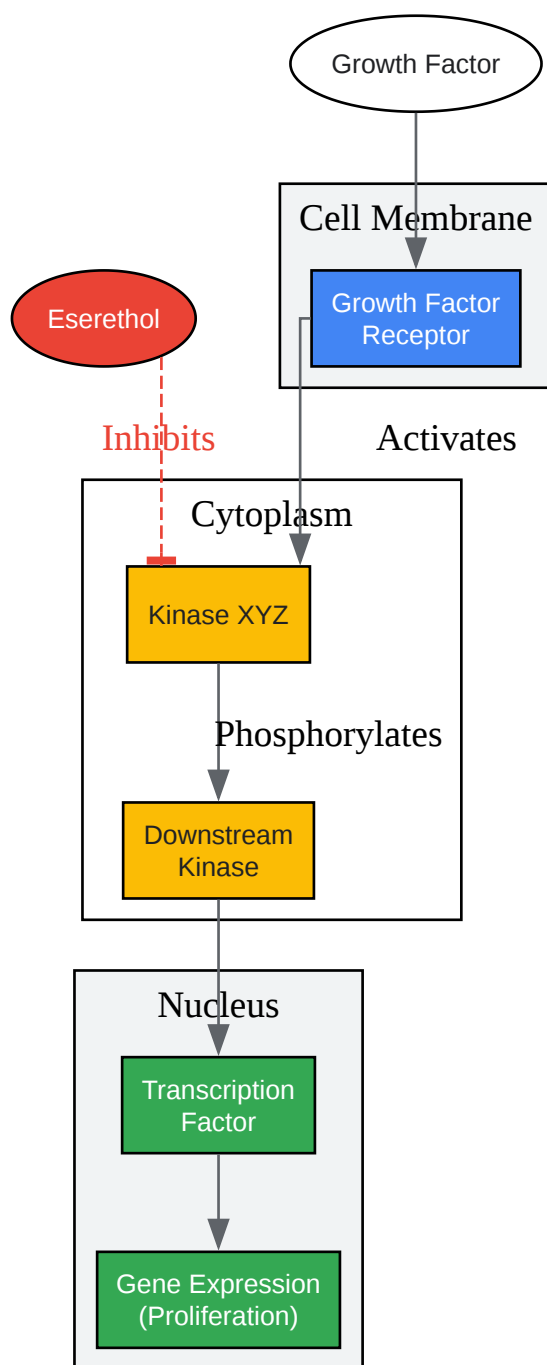 Growth Factor
Cell Membrane
Growth Factor
Receptor
Eserethol
Inhibits
Activates
Cytoplasm
Kinase XYZ
Phosphorylates
Downstream
Kinase
Nucleus
Transcription
Factor
Gene Expression
(Proliferation)